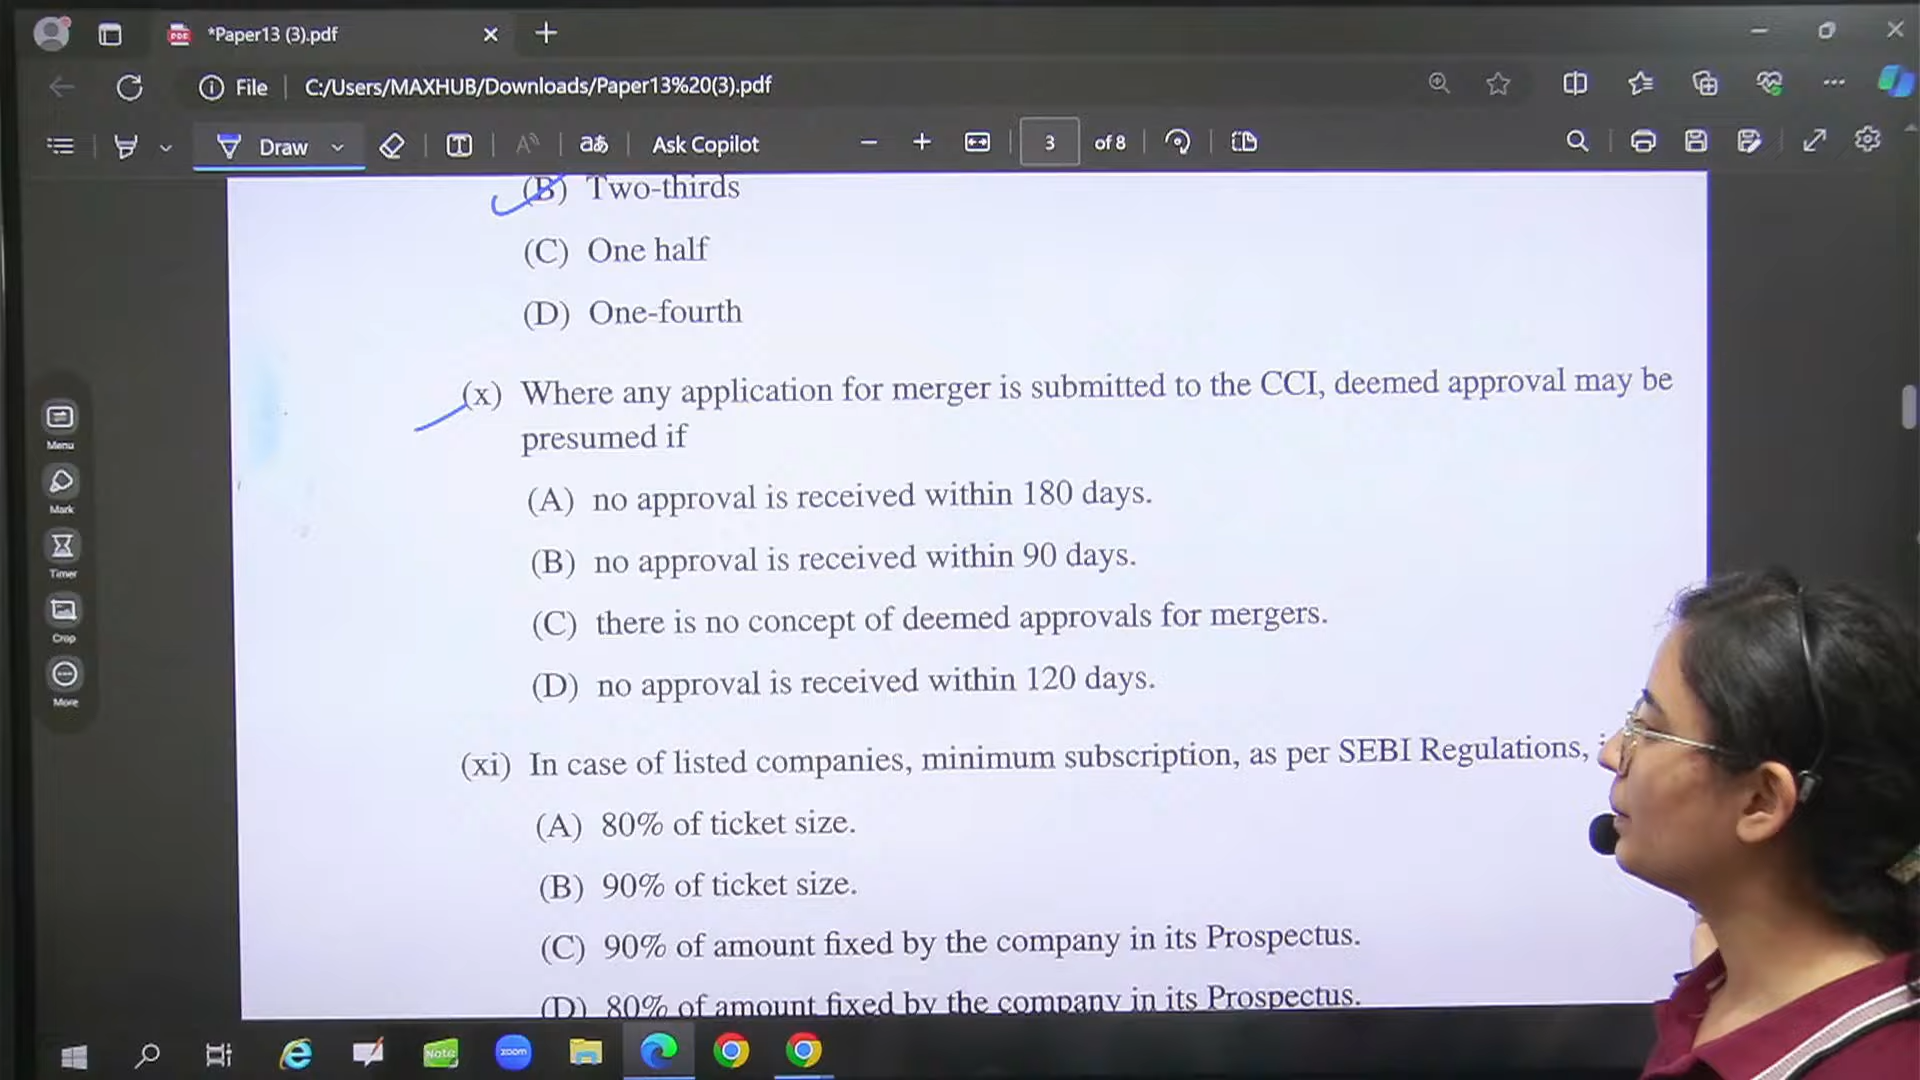 *Paper13 (3).pdf
File
C:/Users/MAXHUB/Downloads/Paper13%20(3).pdf
Draw
Ask Copilot
3 of 8
(B) Two-thirds
(C) One half
(D) One-fourth
(x) Where any application for merger is submitted to the CCI, deemed approval may be
presumed if
(A) no approval is received within 180 days.
(B) no approval is received within 90 days.
(C) there is no concept of deemed approvals for mergers.
(D) no approval is received within 120 days.
(xi) In case of listed companies, minimum subscription, as per SEBI Regulations,
(A) 80% of ticket size.
(B) 90% of ticket size.
(C) 90% of amount fixed by the company in its Prospectus.
(D) 80% of amount fixed by the company in its Prospectus.
Menu
Mark
Timer
Crop
More
Note
zoom